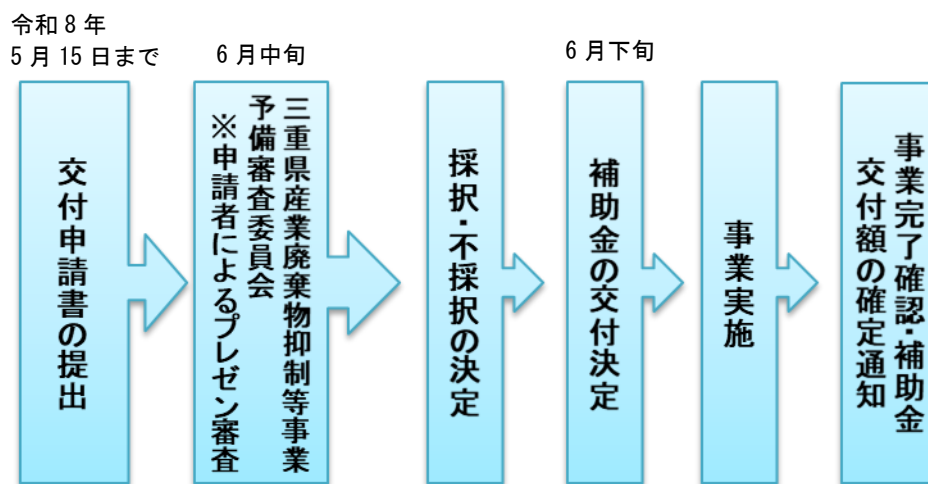 令和8年
5月15日まで
6月中旬
6月下旬
交付申請書の提出
三重県産業廃棄物抑制等事業
予備審査委員会
※申請者によるプレゼン審査
採択・不採択の決定
補助金の交付決定
事業実施
事業完了確認・補助金
交付額の確定通知